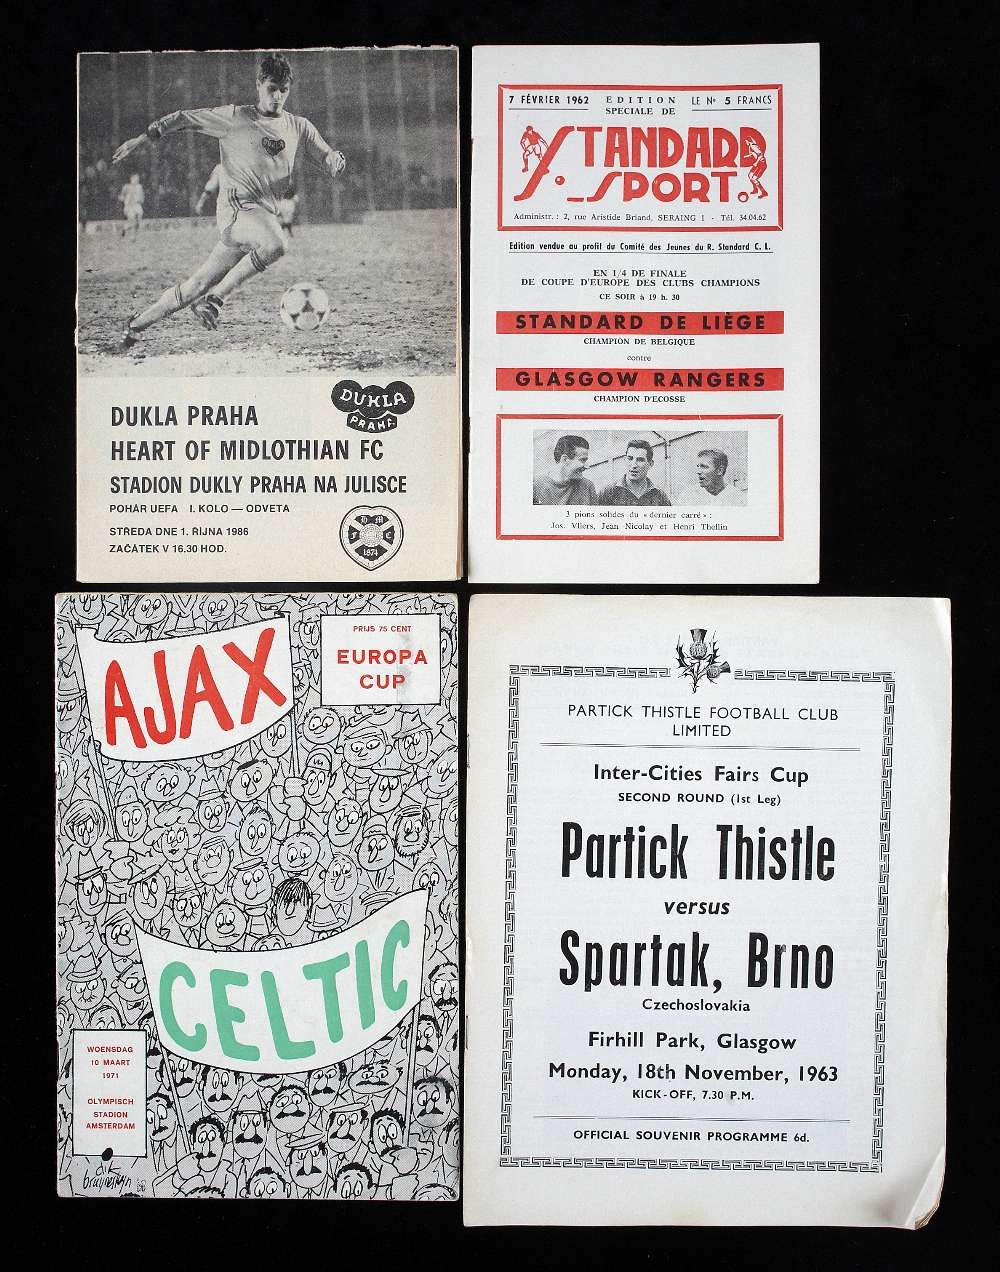 DUKLA
DUKLA
PRAHA
DUKLA PRAHA
HEART OF MIDLOTHIAN FC
STADION DUKLY PRAHA NA JULISCE
POHÁR UEFA I. KOLO — ODVETA
STŘEDA DNE 1. ŘÍJNA 1986
ZAČÁTEK V 16.30 HOD.
H M
F C
1874
7 FÉVRIER 1962 EDITION LE No 5 FRANCS
SPECIALE DE
STANDARD
SPORT.
Administr. : 2, rue Aristide Briand, SERAING 1 - Tél. 34.04.62
Edition vendue au profit du Comité des Jeunes du R. Standard C. L.
EN 1/4 DE FINALE
DE COUPE D'EUROPE DES CLUBS CHAMPIONS
CE SOIR à 19 h. 30
STANDARD DE LIÈGE
CHAMPION DE BELGIQUE
contre
GLASGOW RANGERS
CHAMPION D'ECOSSE
3 pions solides du « dernier carré » :
Jos. Vliers, Jean Nicolay et Henri Thellin
AJAX
PRIJS 75 CENT
EUROPA
CUP
CELTIC
WOENSDAG
10 MAART
1971
OLYMPISCH
STADION
AMSTERDAM
PARTICK THISTLE FOOTBALL CLUB
LIMITED
Inter-Cities Fairs Cup
SECOND ROUND (1st Leg)
Partick Thistle
versus
Spartak, Brno
Czechoslovakia
Firhill Park, Glasgow
Monday, 18th November, 1963
KICK-OFF, 7.30 P.M.
OFFICIAL SOUVENIR PROGRAMME 6d.